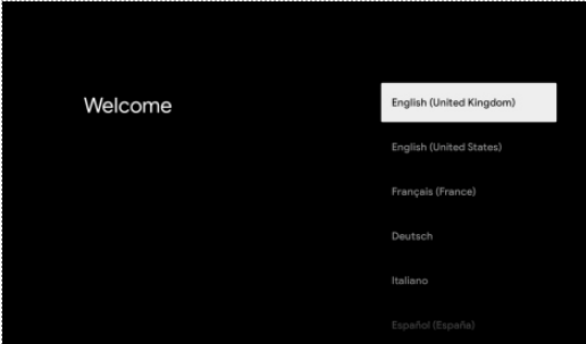 Welcome
English (United Kingdom)
English (United States)
Français (France)
Deutsch
Italiano
Español (España)